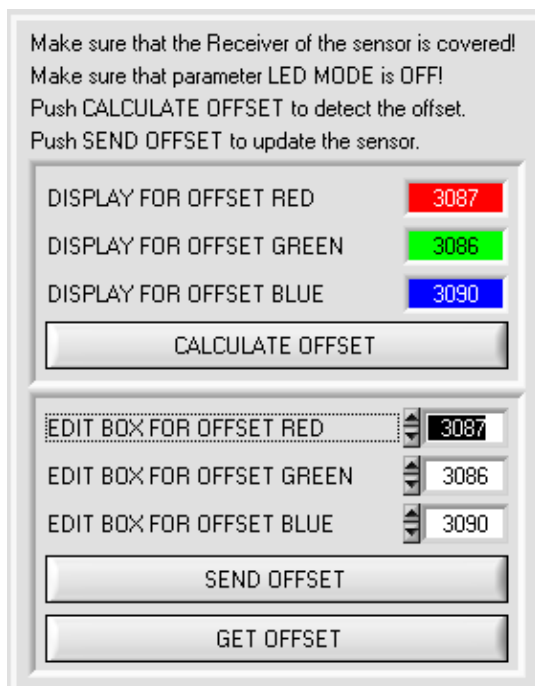 Make sure that the Receiver of the sensor is covered!
Make sure that parameter LED MODE is OFF!
Push CALCULATE OFFSET to detect the offset.
Push SEND OFFSET to update the sensor.
DISPLAY FOR OFFSET RED 3087
DISPLAY FOR OFFSET GREEN 3086
DISPLAY FOR OFFSET BLUE 3090
CALCULATE OFFSET
EDIT BOX FOR OFFSET RED 3087
EDIT BOX FOR OFFSET GREEN 3086
EDIT BOX FOR OFFSET BLUE 3090
SEND OFFSET
GET OFFSET